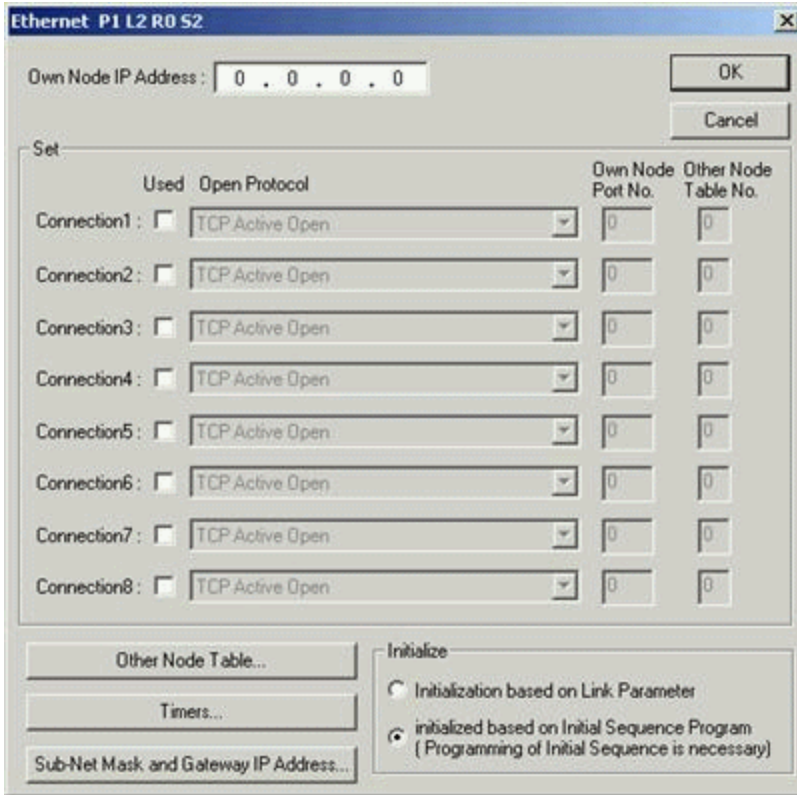 Ethernet P1 L2 R0 S2
Own Node IP Address : 0 . 0 . 0 . 0
OK
Cancel
Set
Used Open Protocol Own Node Port No. Other Node Table No.
Connection1 : TCP Active Open 0 0
Connection2 : TCP Active Open 0 0
Connection3 : TCP Active Open 0 0
Connection4 : TCP Active Open 0 0
Connection5 : TCP Active Open 0 0
Connection6 : TCP Active Open 0 0
Connection7 : TCP Active Open 0 0
Connection8 : TCP Active Open 0 0
Other Node Table...
Timers...
Sub-Net Mask and Gateway IP Address...
Initialize
Initialization based on Link Parameter
initialized based on Initial Sequence Program
( Programming of Initial Sequence is necessary)